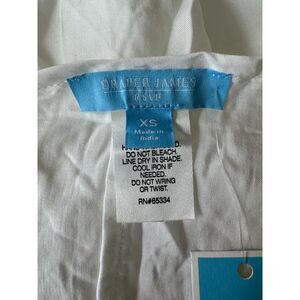 DRAPER JAMES
RSVP
XS
Made in
India
DO NOT BLEACH.
LINE DRY IN SHADE.
COOL IRON IF
NEEDED.
DO NOT WRING
OR TWIST.
RN#65334